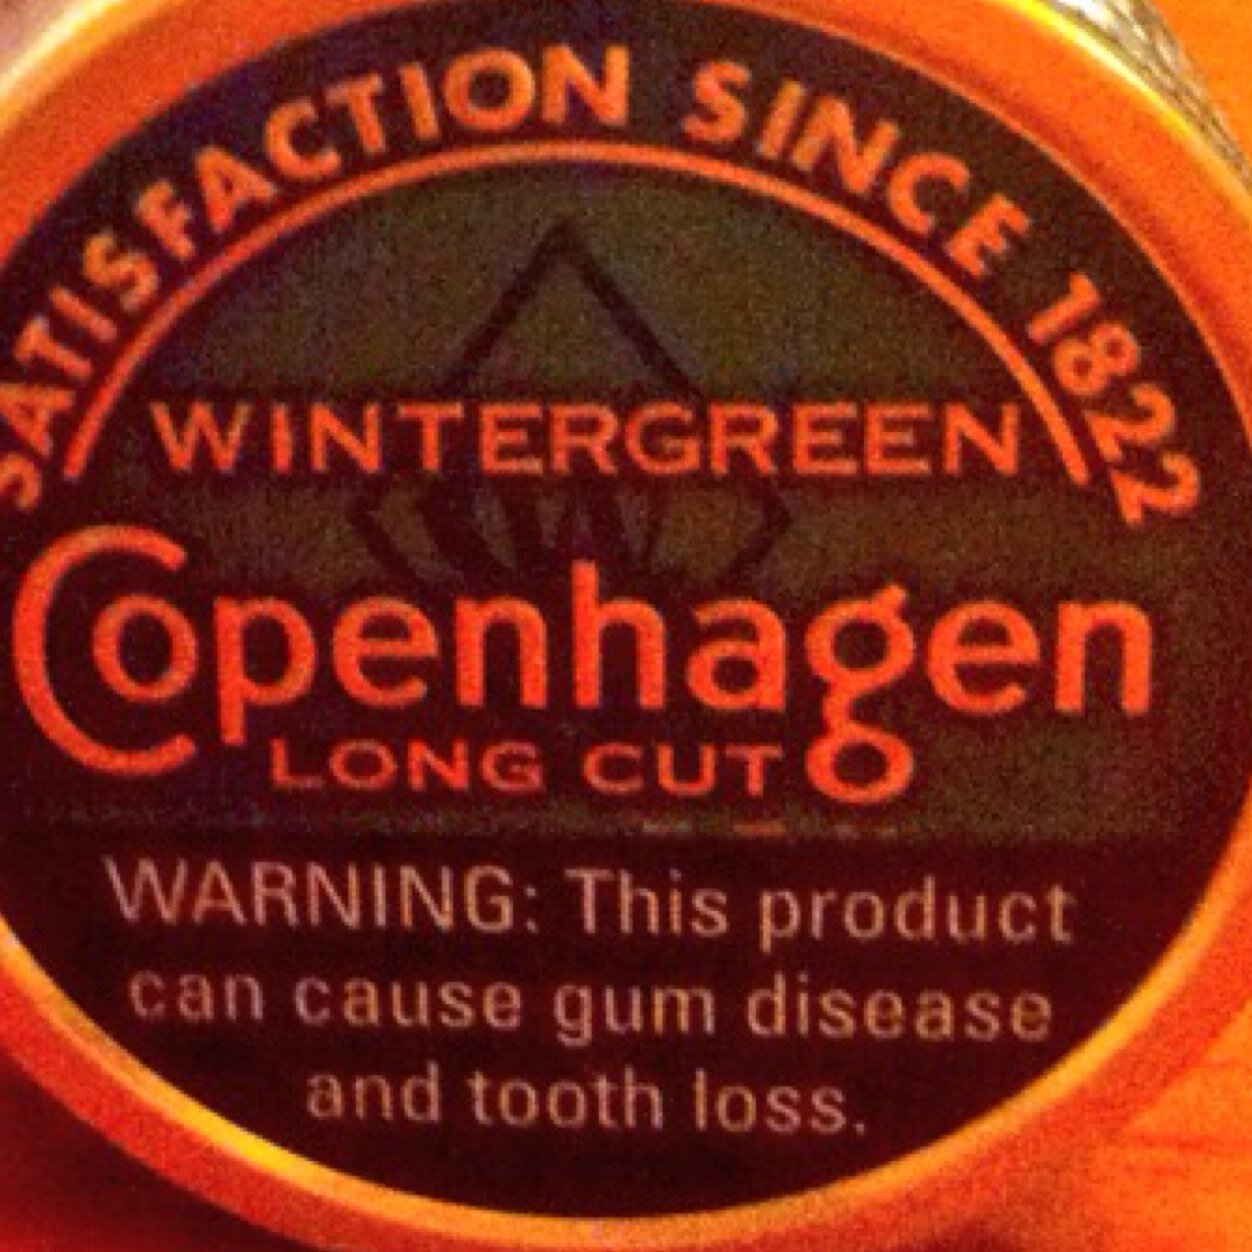 SATISFACTION SINCE 1822
WINTERGREEN
W
Copenhagen
LONG CUT
WARNING: This product
can cause gum disease
and tooth loss.